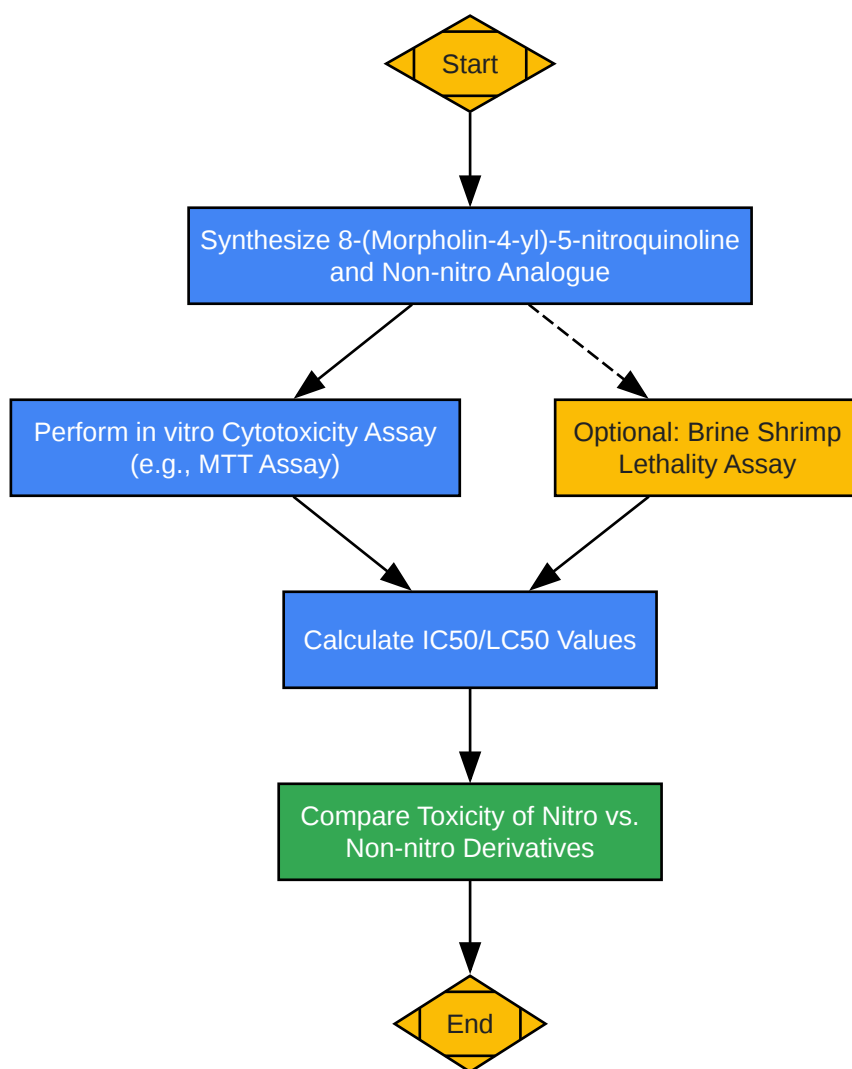 Start
Synthesize 8-(Morpholin-4-yl)-5-nitroquinoline
and Non-nitro Analogue
Perform in vitro Cytotoxicity Assay
(e.g., MTT Assay)
Optional: Brine Shrimp
Lethality Assay
Calculate IC50/LC50 Values
Compare Toxicity of Nitro vs.
Non-nitro Derivatives
End